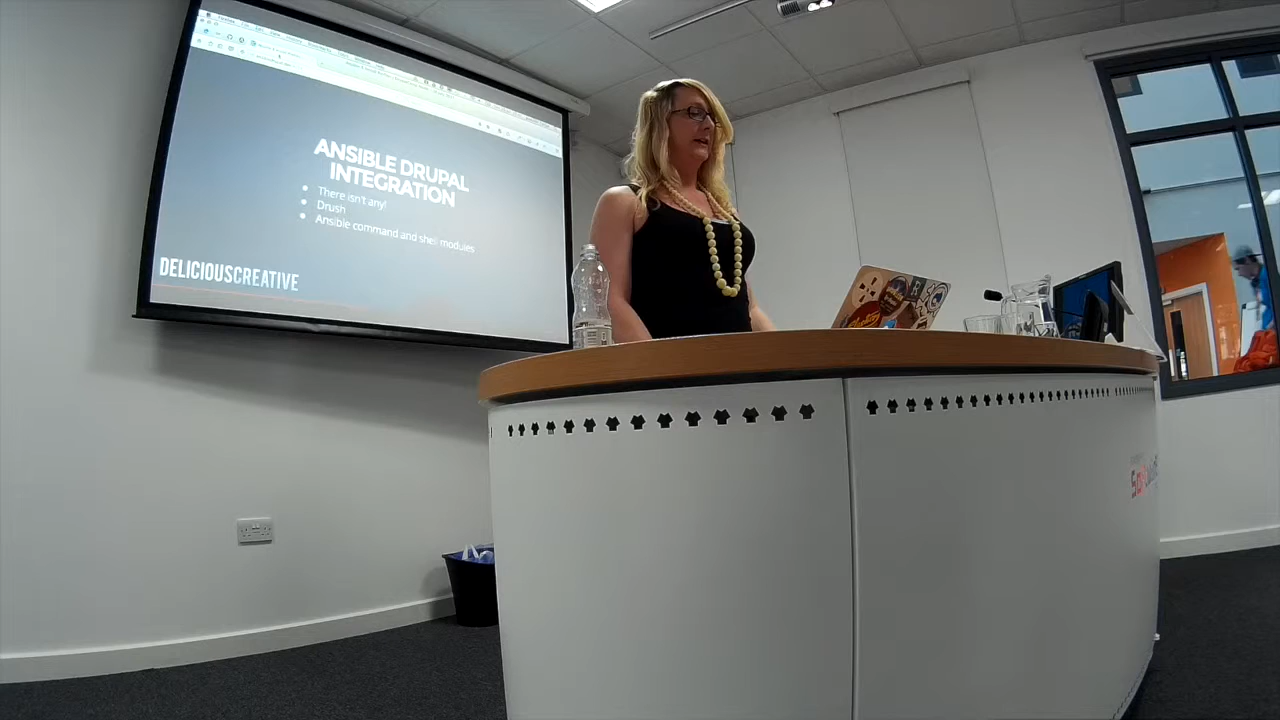 ANSIBLE DRUPAL
INTEGRATION
There isn't any!
Drush
Ansible command and shell modules
DELICIOUSCREATIVE